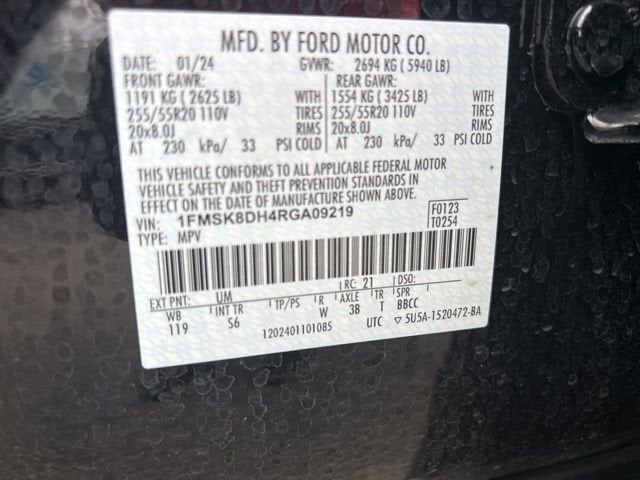 MFD. BY FORD MOTOR CO.
DATE: 01/24 GVWR: 2694 KG ( 5940 LB)
FRONT GAWR: REAR GAWR:
1191 KG ( 2625 LB) WITH 1554 KG ( 3425 LB) WITH
255/55R20 110V TIRES 255/55R20 110V TIRES
20x8.0J RIMS 20x8.0J RIMS
AT 230 kPa/ 33 PSI COLD AT 230 kPa/ 33 PSI COLD
THIS VEHICLE CONFORMS TO ALL APPLICABLE FEDERAL MOTOR
VEHICLE SAFETY AND THEFT PREVENTION STANDARDS IN
EFFECT ON THE DATE OF MANUFACTURE SHOWN ABOVE.
VIN: 1FMSK8DH4RGA09219 F0123
TYPE: MPV T0254
EXT PNT: UM RC: 21 DSO:
WB INT TR TP/PS R AXLE TR SPR
119 S6 W 3B T BBCC
1202401101085 UTC ▽ 5U5A-1520472-BA